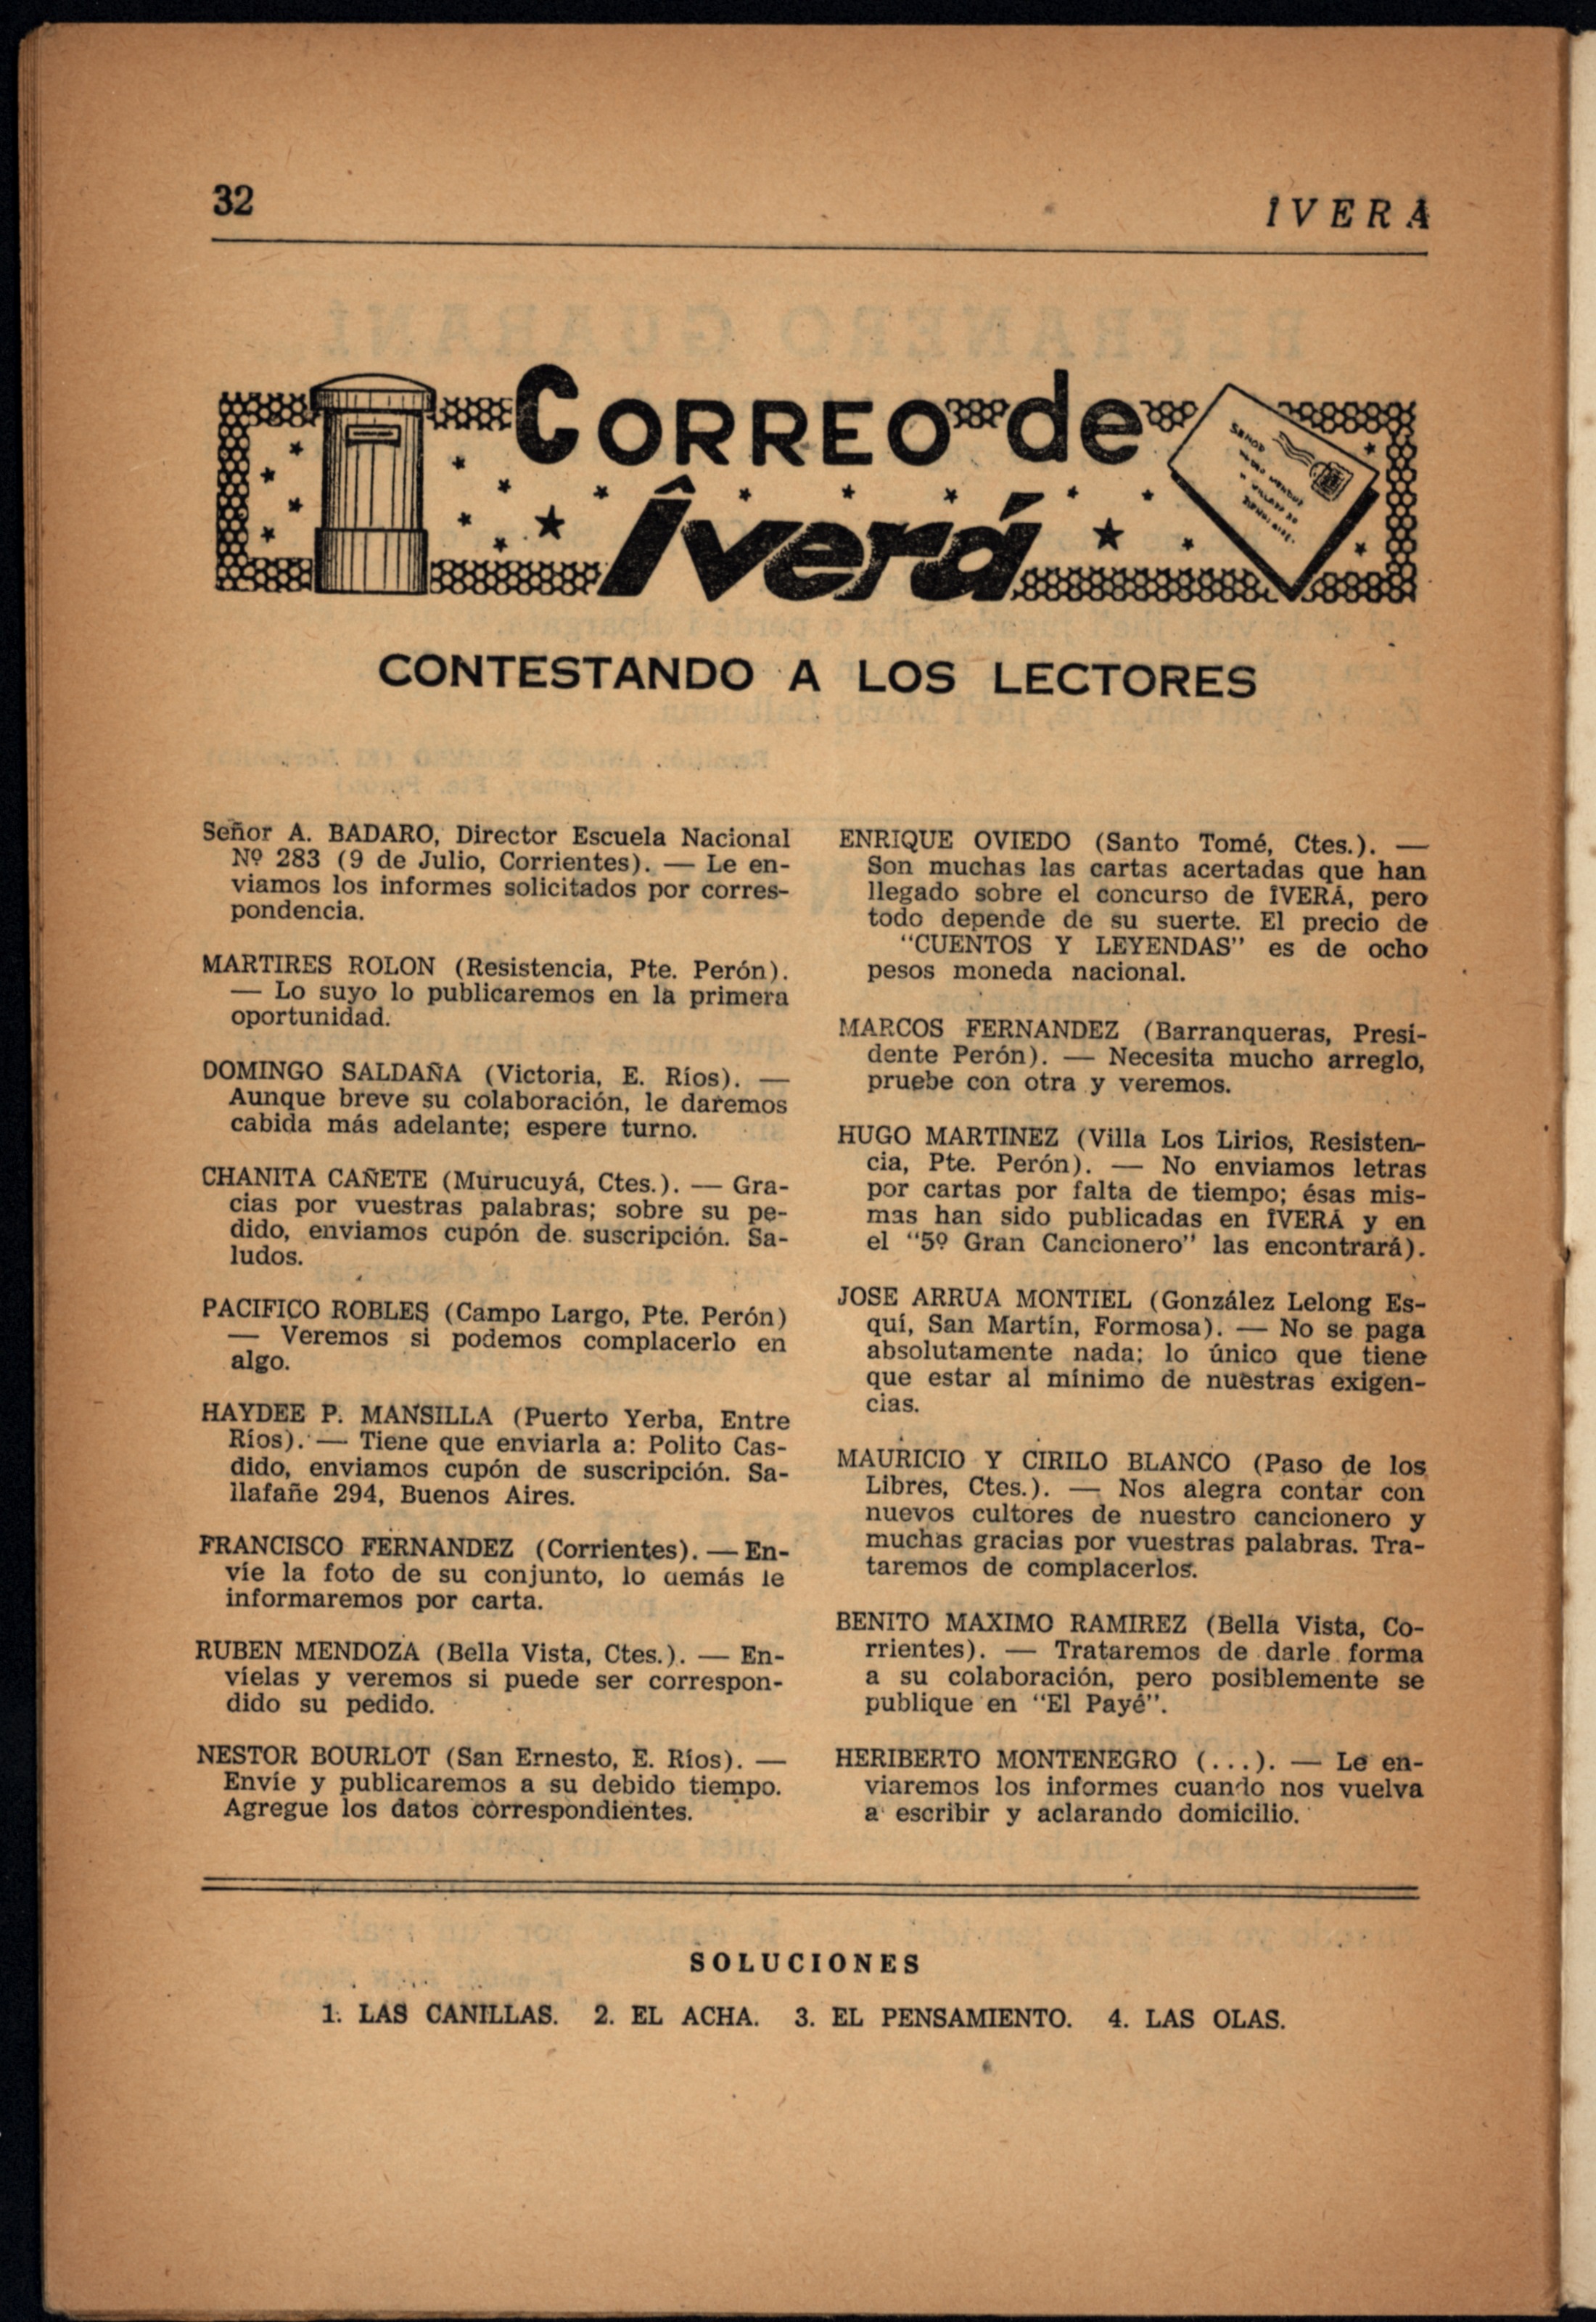 32
ÎVERÁ
CORREO de
Îverá
SEÑOR
CONTESTANDO A LOS LECTORES
Señor A. BADARO, Director Escuela Nacional
Nº 283 (9 de Julio, Corrientes). — Le en-
viamos los informes solicitados por corres-
pondencia.
MARTIRES ROLON (Resistencia, Pte. Perón).
— Lo suyo lo publicaremos en la primera
oportunidad.
DOMINGO SALDAÑA (Victoria, E. Ríos). —
Aunque breve su colaboración, le daremos
cabida más adelante; espere turno.
CHANITA CAÑETE (Murucuyá, Ctes.). — Gra-
cias por vuestras palabras; sobre su pe-
dido, enviamos cupón de suscripción. Sa-
ludos.
PACIFICO ROBLES (Campo Largo, Pte. Perón)
— Veremos si podemos complacerlo en
algo.
HAYDEE P. MANSILLA (Puerto Yerba, Entre
Ríos). — Tiene que enviarla a: Polito Cas-
dido, enviamos cupón de suscripción. Sa-
llafañe 294, Buenos Aires.
FRANCISCO FERNANDEZ (Corrientes). — En-
víe la foto de su conjunto, lo demás le
informaremos por carta.
RUBEN MENDOZA (Bella Vista, Ctes.). — En-
víelas y veremos si puede ser correspon-
dido su pedido.
NESTOR BOURLOT (San Ernesto, E. Ríos). —
Envíe y publicaremos a su debido tiempo.
Agregue los datos correspondientes.
ENRIQUE OVIEDO (Santo Tomé, Ctes.). —
Son muchas las cartas acertadas que han
llegado sobre el concurso de ÎVERÁ, pero
todo depende de su suerte. El precio de
"CUENTOS Y LEYENDAS" es de ocho
pesos moneda nacional.
MARCOS FERNANDEZ (Barranqueras, Presi-
dente Perón). — Necesita mucho arreglo,
pruebe con otra y veremos.
HUGO MARTINEZ (Villa Los Lirios, Resisten-
cia, Pte. Perón). — No enviamos letras
por cartas por falta de tiempo; ésas mis-
mas han sido publicadas en ÎVERÁ y en
el "5º Gran Cancionero" las encontrará).
JOSE ARRUA MONTIEL (González Lelong Es-
quí, San Martín, Formosa). — No se paga
absolutamente nada; lo único que tiene
que estar al mínimo de nuestras exigen-
cias.
MAURICIO Y CIRILO BLANCO (Paso de los
Libres, Ctes.). — Nos alegra contar con
nuevos cultores de nuestro cancionero y
muchas gracias por vuestras palabras. Tra-
taremos de complacerlos.
BENITO MAXIMO RAMIREZ (Bella Vista, Co-
rrientes). — Trataremos de darle forma
a su colaboración, pero posiblemente se
publique en "El Payé".
HERIBERTO MONTENEGRO (...). — Le en-
viaremos los informes cuando nos vuelva
a escribir y aclarando domicilio.
SOLUCIONES
1. LAS CANILLAS. 2. EL ACHA. 3. EL PENSAMIENTO. 4. LAS OLAS.